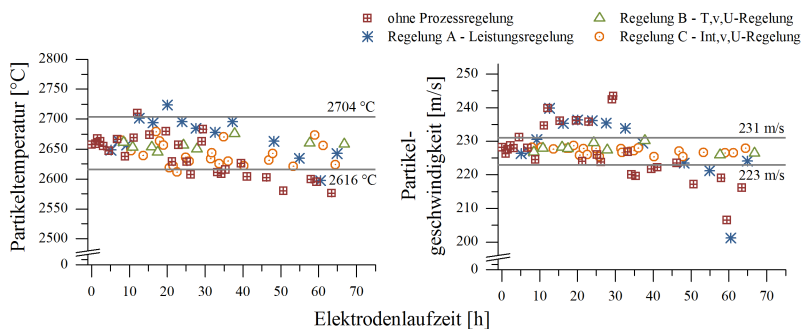 ohne Prozessregelung
Regelung A - Leistungsregelung
Regelung B - T,v,U-Regelung
Regelung C - Int,v,U-Regelung
Partikeltemperatur [°C]
2800
2750
2700
2650
2600
2550
2500
0
2704 °C
2616 °C
0 10 20 30 40 50 60 70
Partikel-
geschwindigkeit [m/s]
250
240
230
220
210
200
0
231 m/s
223 m/s
0 10 20 30 40 50 60 70
Elektrodenlaufzeit [h]